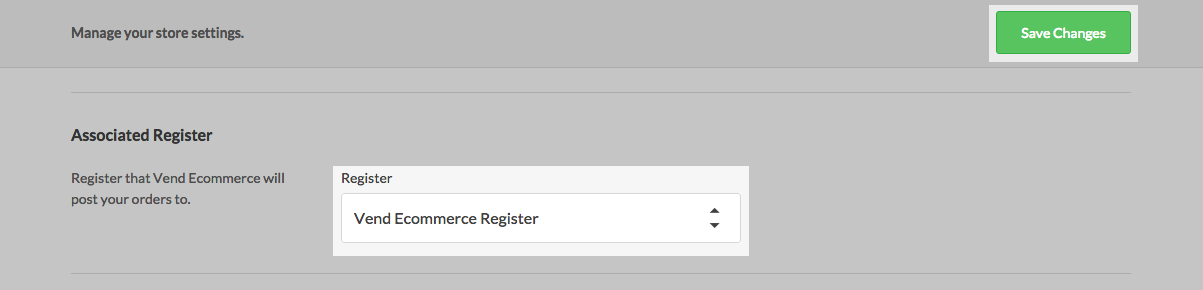 Manage your store settings.
Save Changes
Associated Register
Register that Vend Ecommerce will
post your orders to.
Register
Vend Ecommerce Register